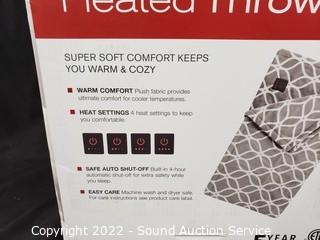 Heated Throw
SUPER SOFT COMFORT KEEPS
YOU WARM & COZY
WARM COMFORT Plush fabric provides
ultimate comfort for cooler temperatures.
HEAT SETTINGS 4 heat settings to keep
you comfortable.
SAFE AUTO SHUT-OFF Built-in 4-hour
automatic shut-off for extra safety while
you sleep.
EASY CARE Machine wash and dryer safe.
For care instructions see product care label.
YEAR
Copyright 2022 - Sound Auction Service